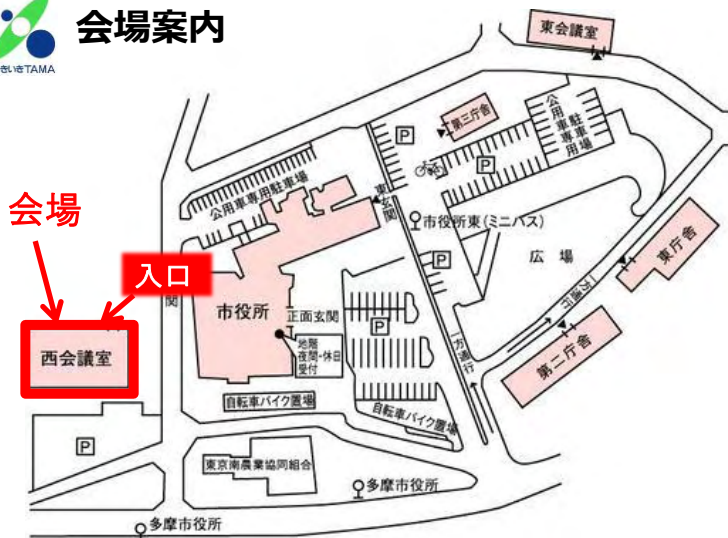 会場案内
きいきTAMA
東会議室
公用車駐車
専車場用場
第三庁舎
P
P
公用車専用駐車場
東玄関
市役所東(ミニバス)
会場
入口
関
広場
P
東庁舎
市役所
正面玄関
P
一方通行
西会議室
地階
夜間・休日
受付
一方通行
第二庁舎
自転車バイク置場
自転車バイク置場
P
東京南農業協同組合
多摩市役所
多摩市役所